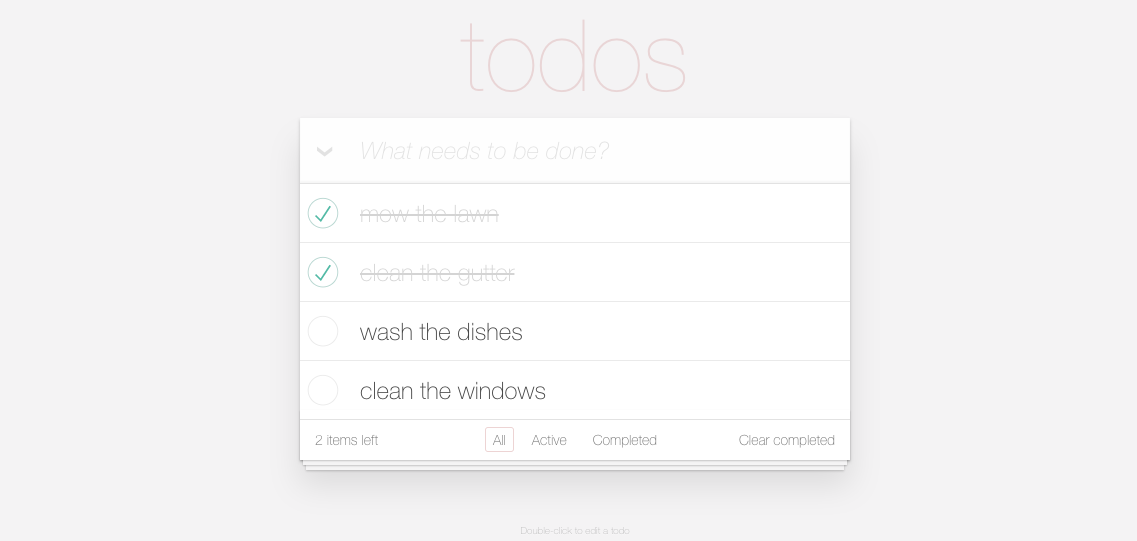 todos
What needs to be done?
mow the lawn
clean the gutter
wash the dishes
clean the windows
2 items left All Active Completed Clear completed
Double-click to edit a todo